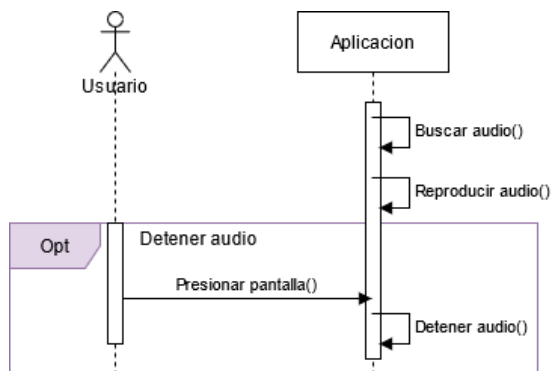 Usuario
Aplicacion
Buscar audio()
Reproducir audio()
Opt
Detener audio
Presionar pantalla()
Detener audio()